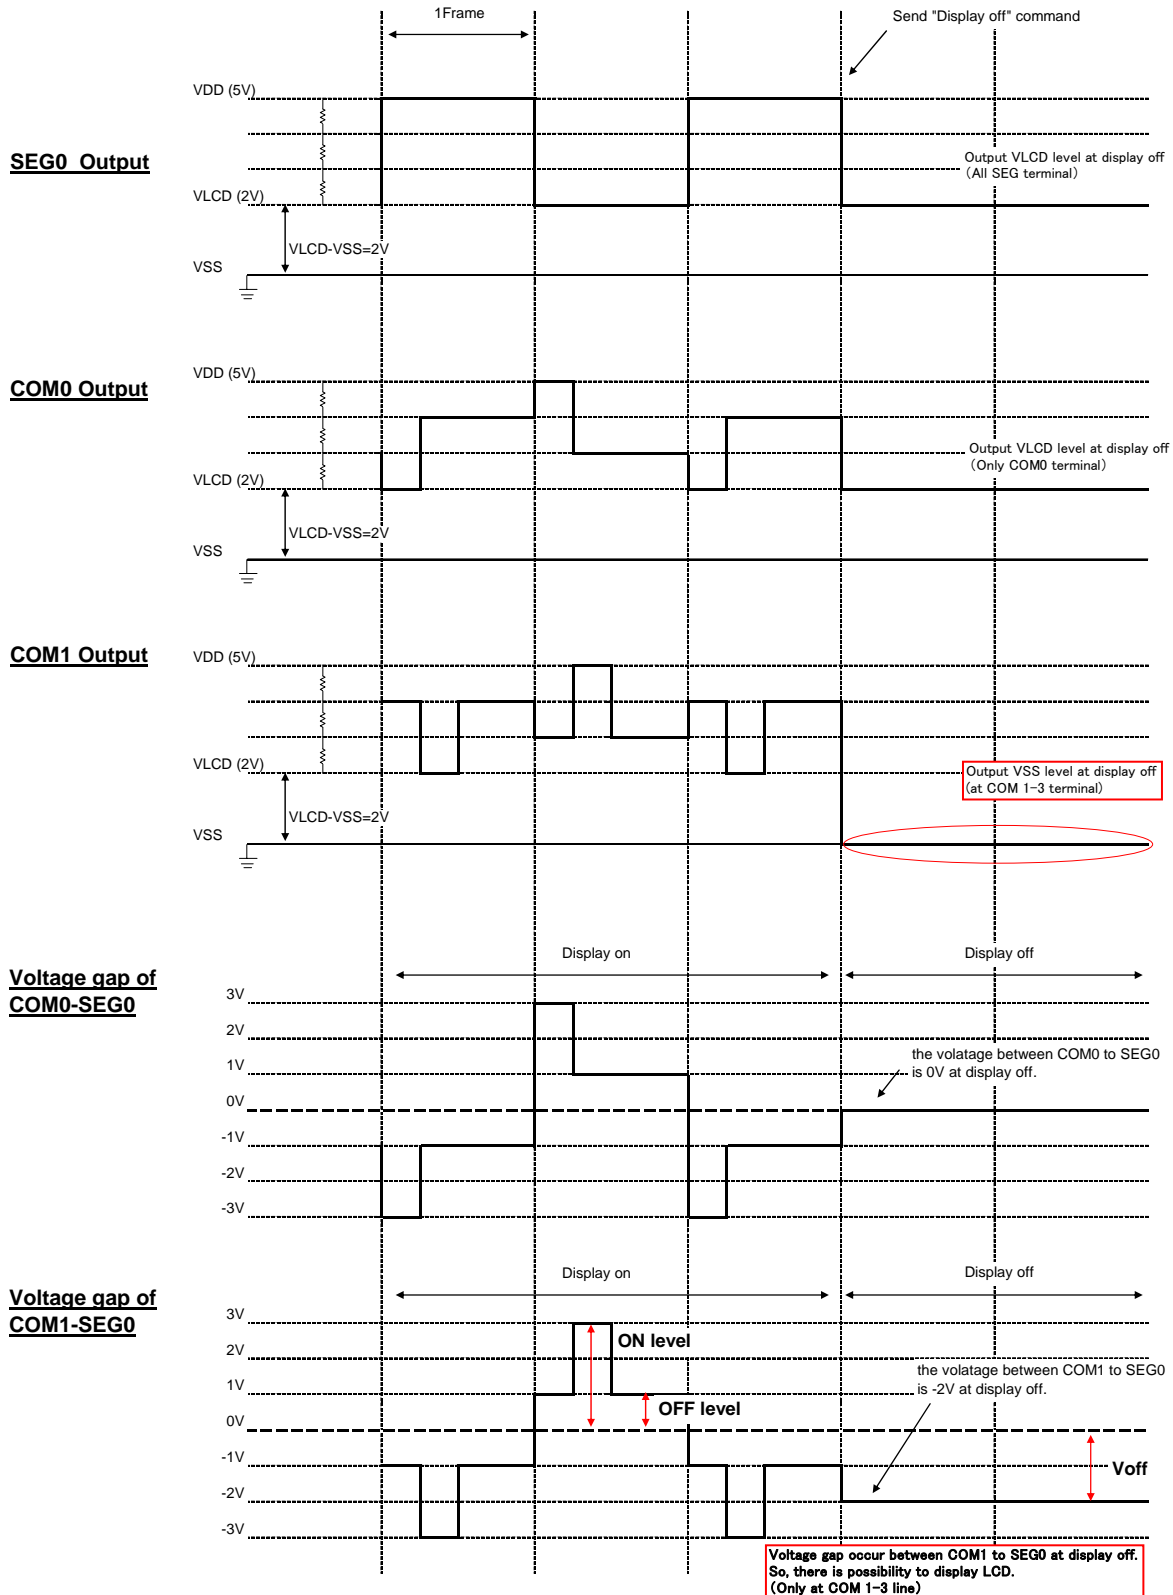 1Frame
Send "Display off" command
VDD (5V)
SEG0  Output
Output VLCD level at display off
(All SEG terminal)
VLCD (2V)
VLCD-VSS=2V
VSS
VDD (5V)
COM0 Output
Output VLCD level at display off
(Only COM0 terminal)
VLCD (2V)
VLCD-VSS=2V
VSS
COM1 Output
VDD (5V)
VLCD (2V)
Output VSS level at display off
(at COM 1-3 terminal)
VLCD-VSS=2V
VSS
Display on
Display off
Voltage gap of
COM0-SEG0
3V
2V
1V
the volatage between COM0 to SEG0
is 0V at display off.
0V
-1V
-2V
-3V
Display on
Display off
Voltage gap of
COM1-SEG0
3V
ON level
2V
the volatage between COM1 to SEG0
is -2V at display off.
1V
OFF level
0V
-1V
Voff
-2V
-3V
Voltage gap occur between COM1 to SEG0 at display off.
So, there is possibility to display LCD.
(Only at COM 1-3 line)